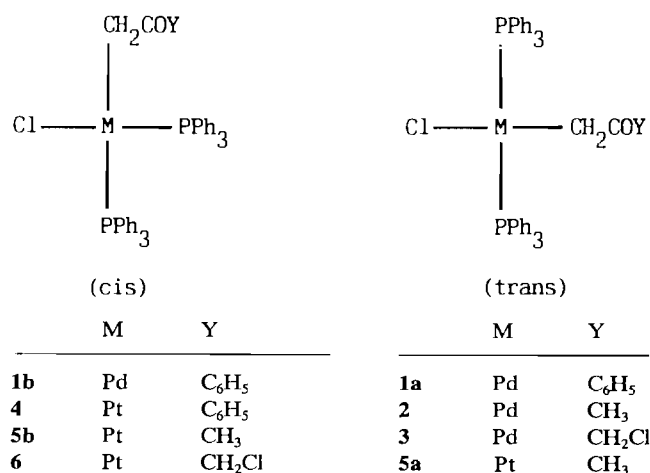 CH2COY
Cl M PPh3
PPh3
(cis)
PPh3
Cl M CH2COY
PPh3
(trans)
M Y
1b Pd C6H5
4 Pt C6H5
5b Pt CH3
6 Pt CH2Cl
M Y
1a Pd C6H5
2 Pd CH3
3 Pd CH2Cl
5a Pt CH3